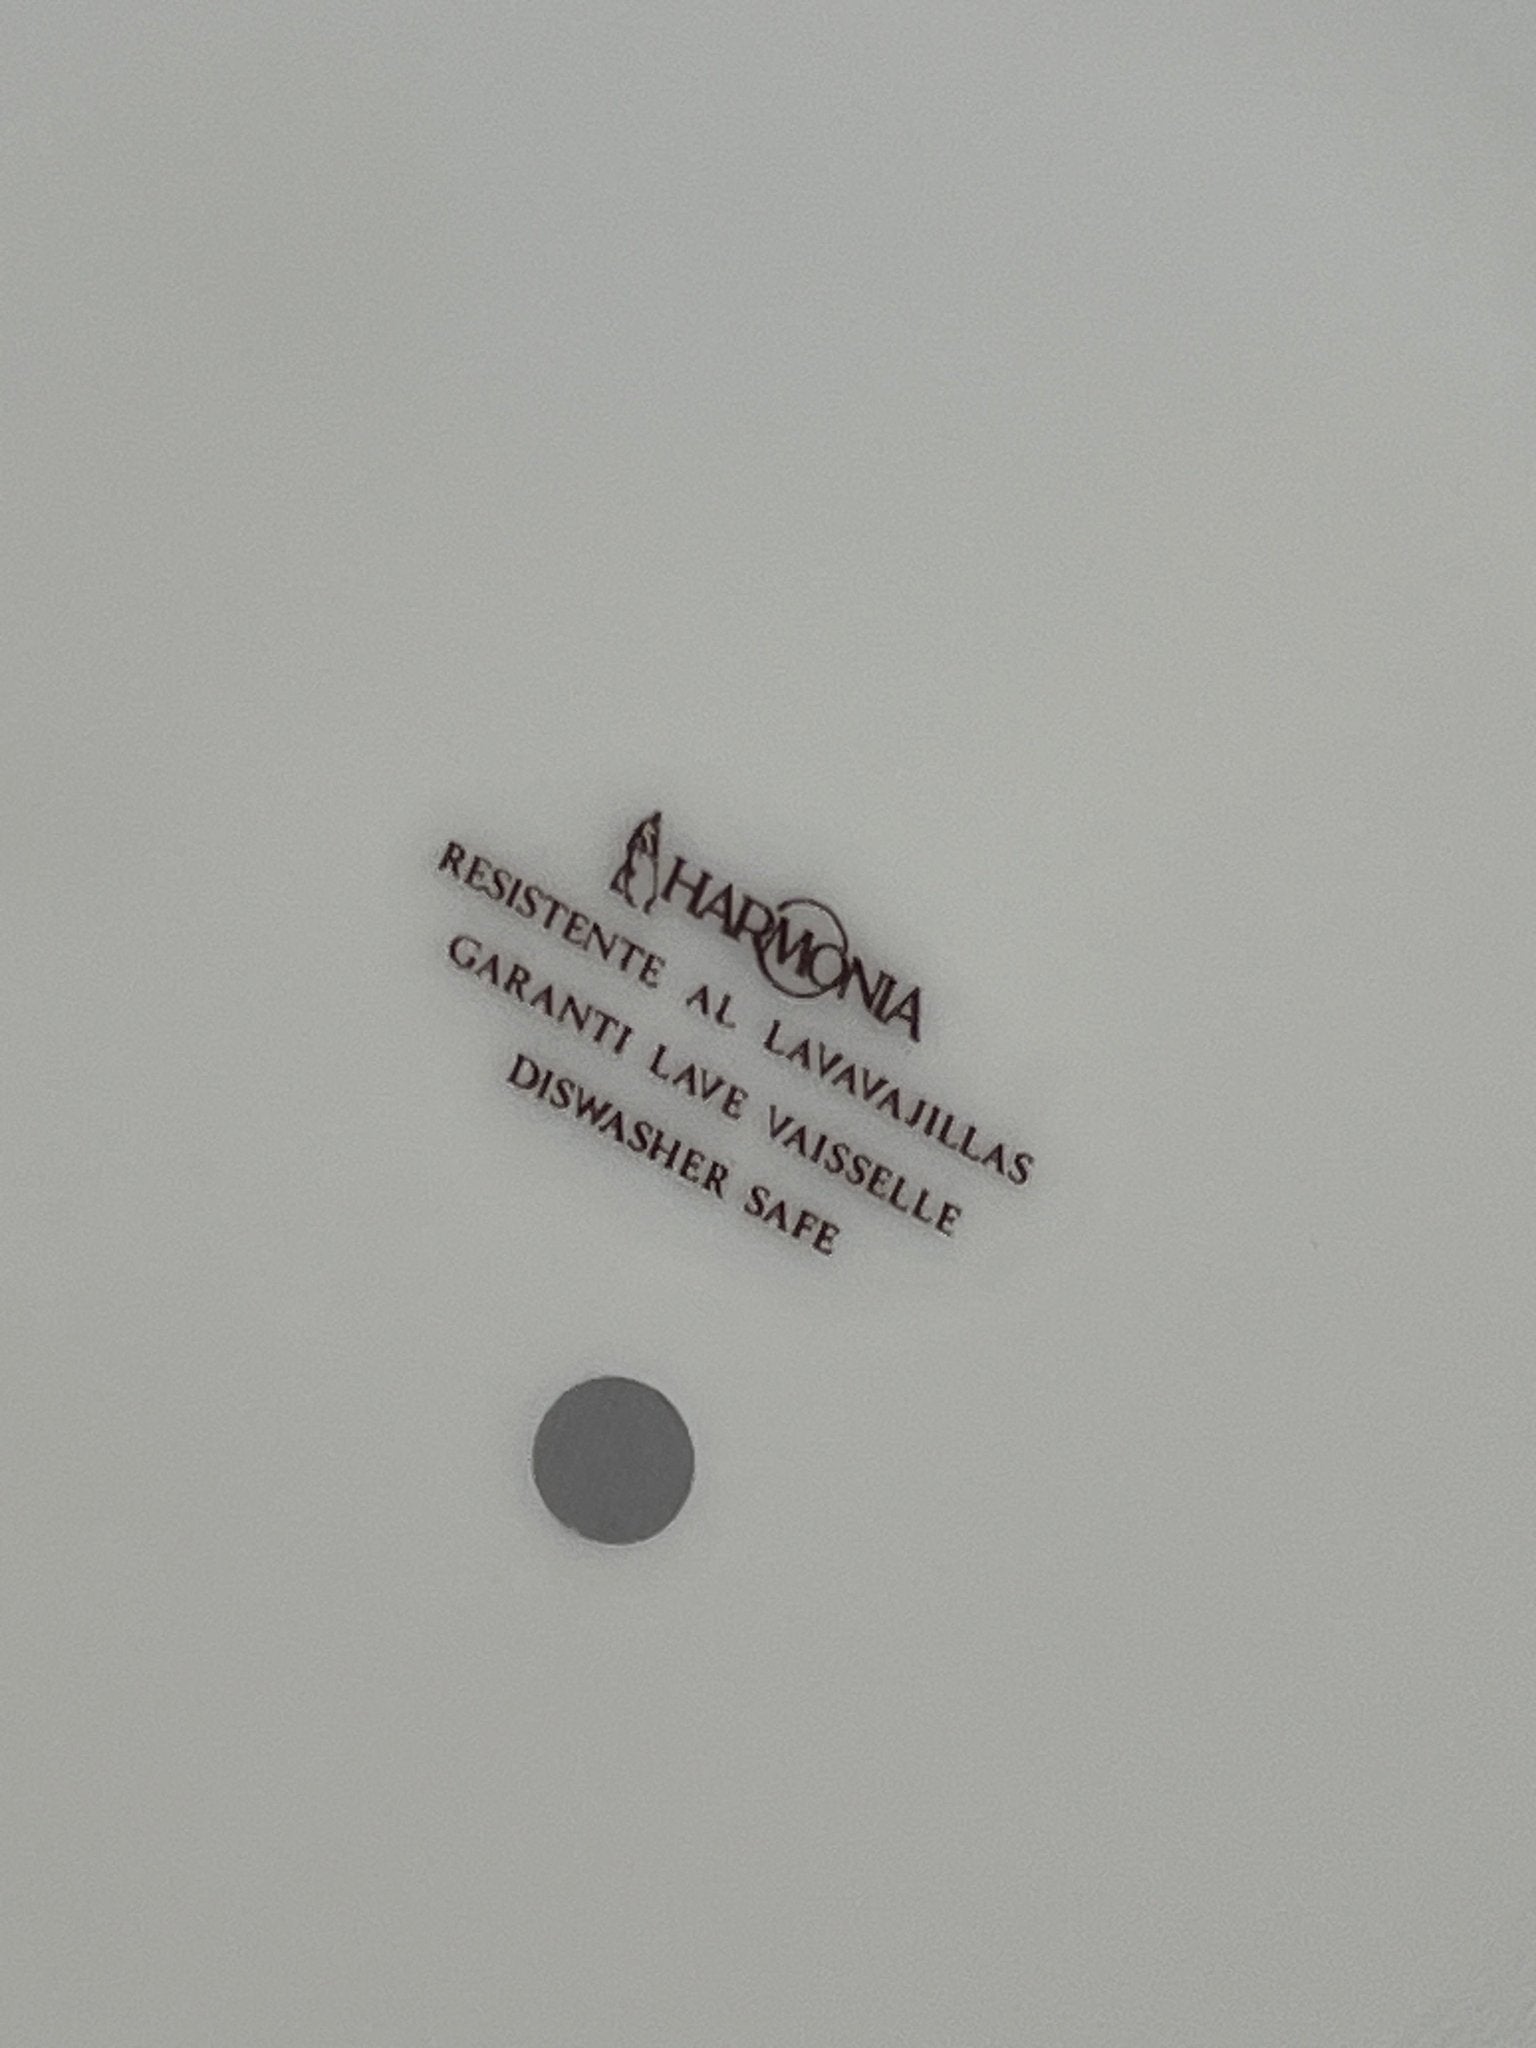 HARMONIA
RESISTENTE AL LAVAVAJILLAS
GARANTI LAVE VAISSELLE
DISWASHER SAFE